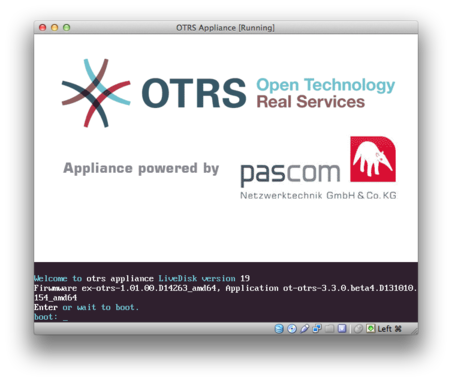 OTRS Appliance [Running]
OTRS Open Technology
Real Services
Appliance powered by
pascom
Netzwerktechnik GmbH & Co. KG
Welcome to otrs appliance LiveDisk version 19
Firwmware ex-otrs-1.01.00.D14263_amd64, Application ot-otrs-3.3.0.beta4.D131010.
154_amd64
Enter or wait to boot.
boot: _
Left ⌘